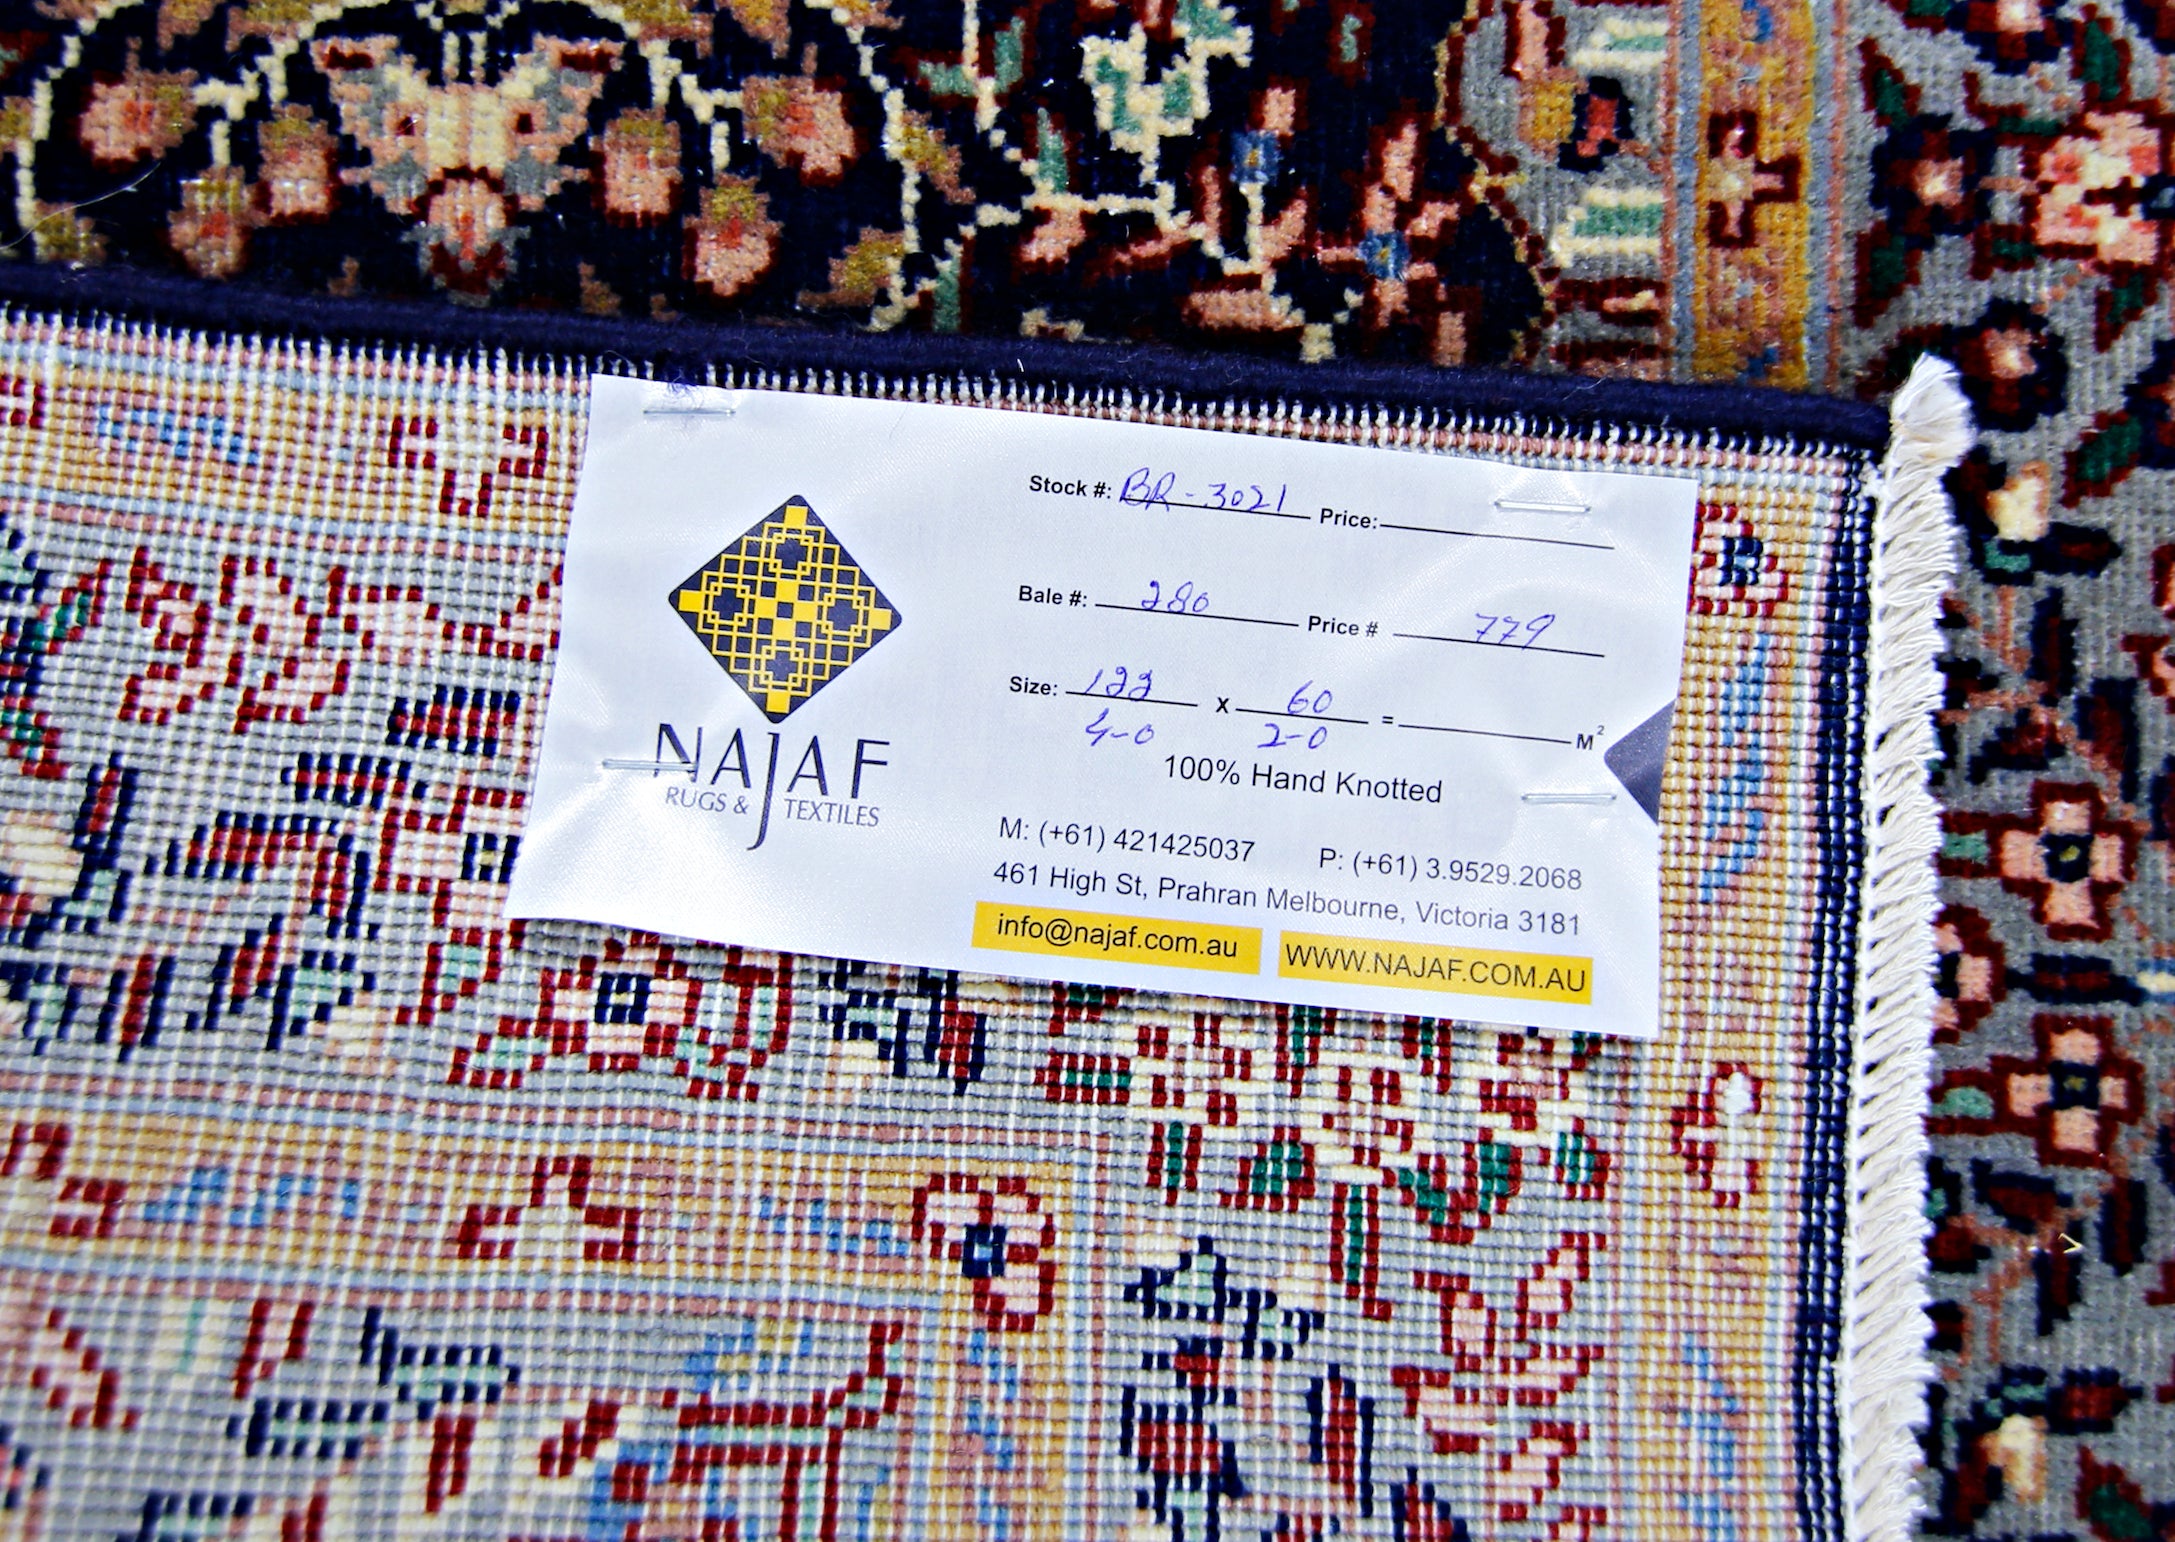 Stock #: BR-3021 Price:
Bale #: 280 Price # 779
Size: 122 X 60 = M²
4-0 2-0
100% Hand Knotted
NAJAF
RUGS & TEXTILES
M: (+61) 421425037 P: (+61) 3.9529.2068
461 High St, Prahran Melbourne, Victoria 3181
info@najaf.com.au WWW.NAJAF.COM.AU